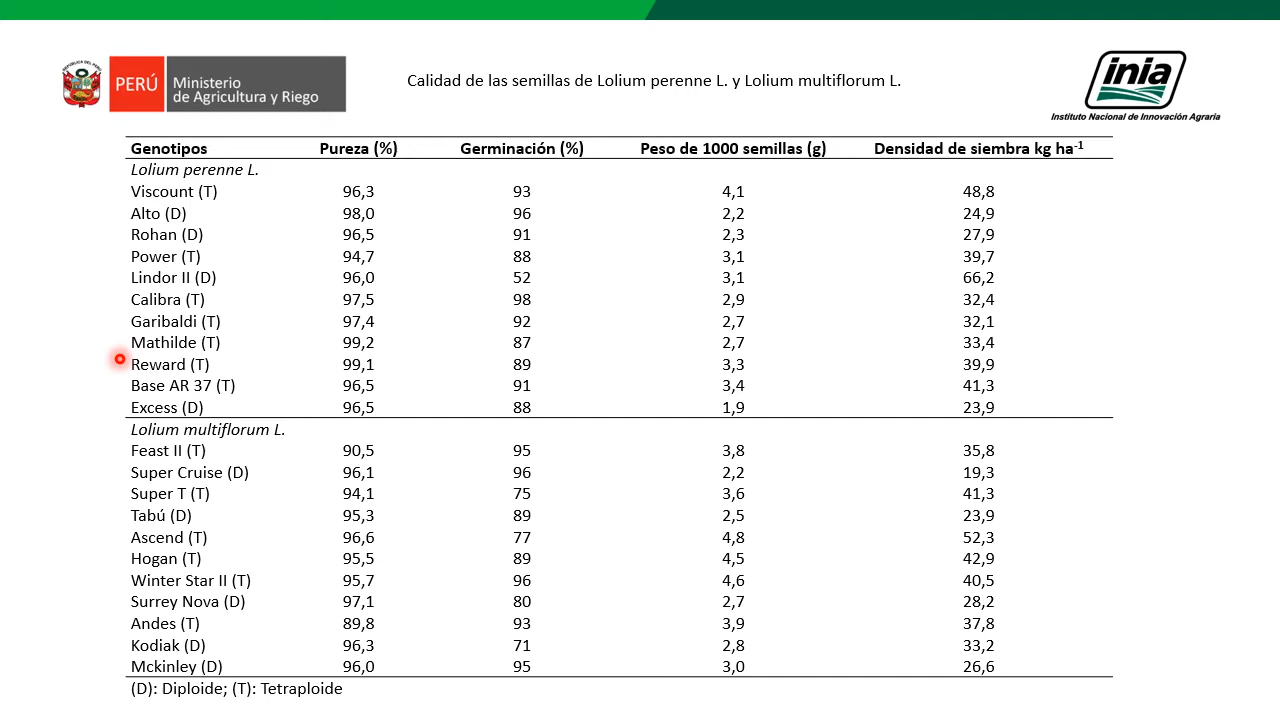 REPÚBLICA DEL PERÚ
PERÚ
Ministerio
de Agricultura y Riego
Calidad de las semillas de Lolium perenne L. y Lolium multiflorum L.
inia
Instituto Nacional de Innovación Agraria
Genotipos Pureza (%) Germinación (%) Peso de 1000 semillas (g) Densidad de siembra kg ha⁻¹
Lolium perenne L.
Viscount (T) 96,3 93 4,1 48,8
Alto (D) 98,0 96 2,2 24,9
Rohan (D) 96,5 91 2,3 27,9
Power (T) 94,7 88 3,1 39,7
Lindor II (D) 96,0 52 3,1 66,2
Calibra (T) 97,5 98 2,9 32,4
Garibaldi (T) 97,4 92 2,7 32,1
Mathilde (T) 99,2 87 2,7 33,4
Reward (T) 99,1 89 3,3 39,9
Base AR 37 (T) 96,5 91 3,4 41,3
Excess (D) 96,5 88 1,9 23,9
Lolium multiflorum L.
Feast II (T) 90,5 95 3,8 35,8
Super Cruise (D) 96,1 96 2,2 19,3
Super T (T) 94,1 75 3,6 41,3
Tabú (D) 95,3 89 2,5 23,9
Ascend (T) 96,6 77 4,8 52,3
Hogan (T) 95,5 89 4,5 42,9
Winter Star II (T) 95,7 96 4,6 40,5
Surrey Nova (D) 97,1 80 2,7 28,2
Andes (T) 89,8 93 3,9 37,8
Kodiak (D) 96,3 71 2,8 33,2
Mckinley (D) 96,0 95 3,0 26,6
(D): Diploide; (T): Tetraploide